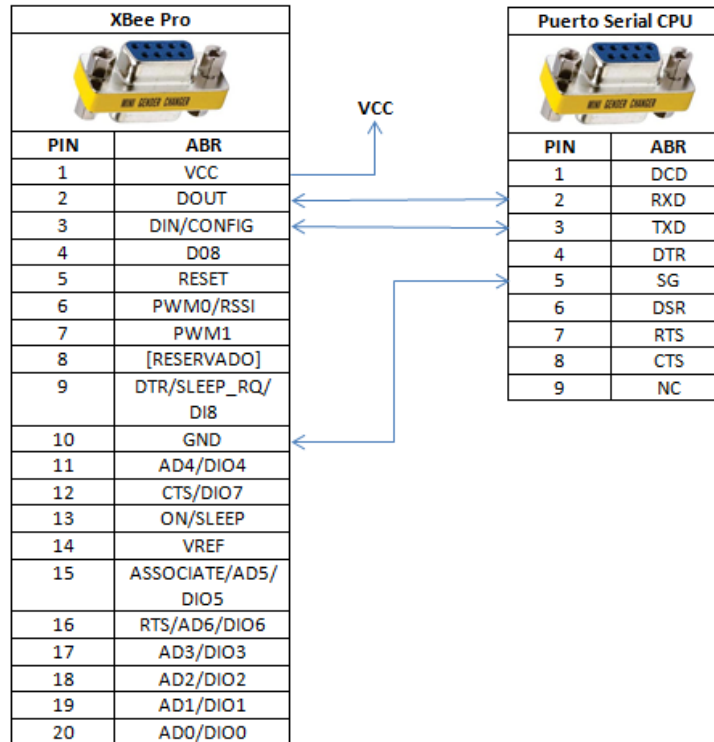 XBee Pro
MINI GENDER CHANGER
PIN ABR
1 VCC
2 DOUT
3 DIN/CONFIG
4 D08
5 RESET
6 PWM0/RSSI
7 PWM1
8 [RESERVADO]
9 DTR/SLEEP_RQ/
DI8
10 GND
11 AD4/DIO4
12 CTS/DIO7
13 ON/SLEEP
14 VREF
15 ASSOCIATE/AD5/
DIO5
16 RTS/AD6/DIO6
17 AD3/DIO3
18 AD2/DIO2
19 AD1/DIO1
20 AD0/DIO0
VCC
Puerto Serial CPU
MINI GENDER CHANGER
PIN ABR
1 DCD
2 RXD
3 TXD
4 DTR
5 SG
6 DSR
7 RTS
8 CTS
9 NC